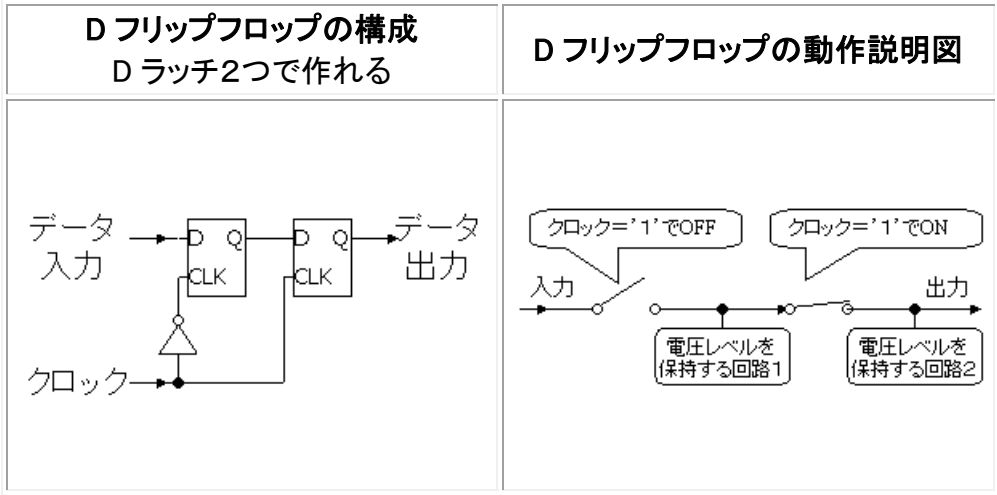 D フリップフロップの構成
D ラッチ2つで作れる
D フリップフロップの動作説明図
データ
入力
D Q
CLK
D Q
CLK
データ
出力
クロック
クロック='1'でOFF
クロック='1'でON
入力
出力
電圧レベルを
保持する回路1
電圧レベルを
保持する回路2